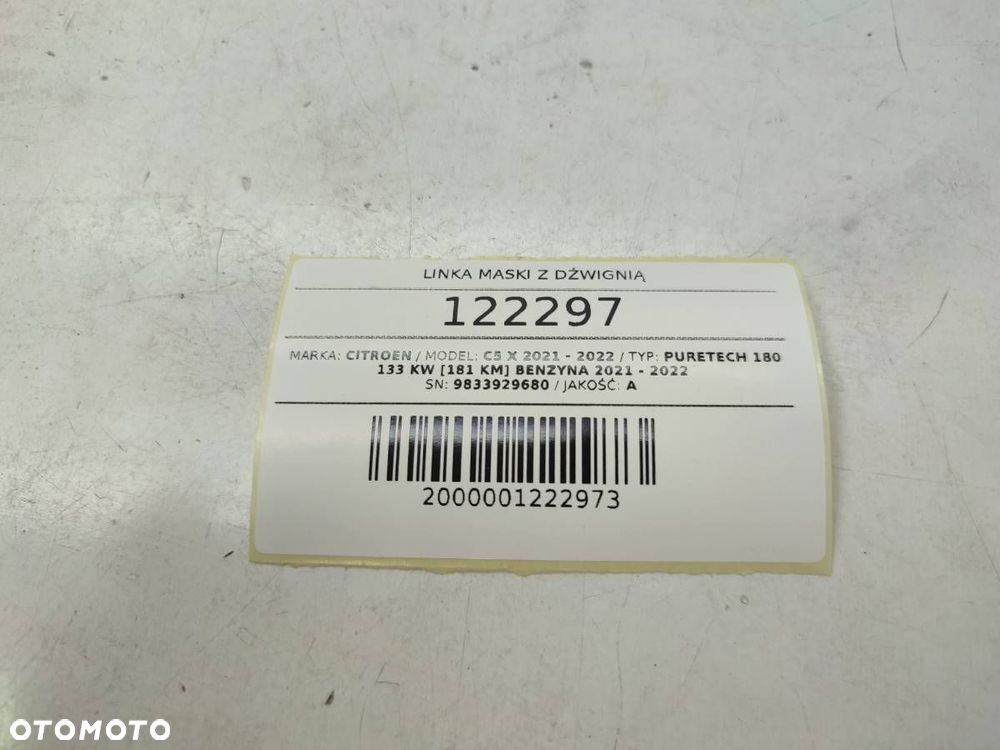 LINKA MASKI Z DŹWIGNIĄ
122297
MARKA: CITROEN / MODEL: C5 X 2021 - 2022 / TYP: PURETECH 180
133 KW [181 KM] BENZYNA 2021 - 2022
SN: 9833929680 / JAKOŚĆ: A
2000001222973
OTOMOTO